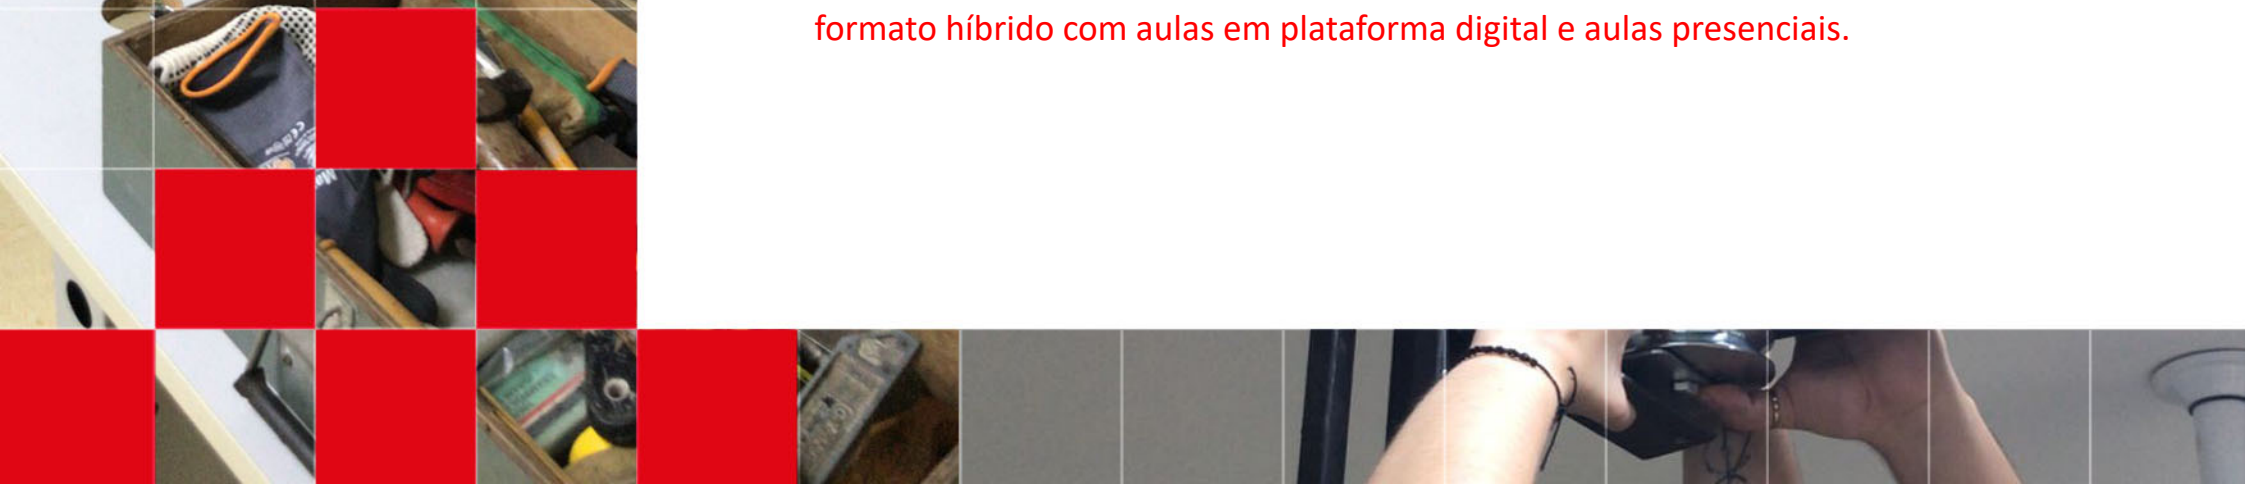 formato híbrido com aulas em plataforma digital e aulas presenciais.